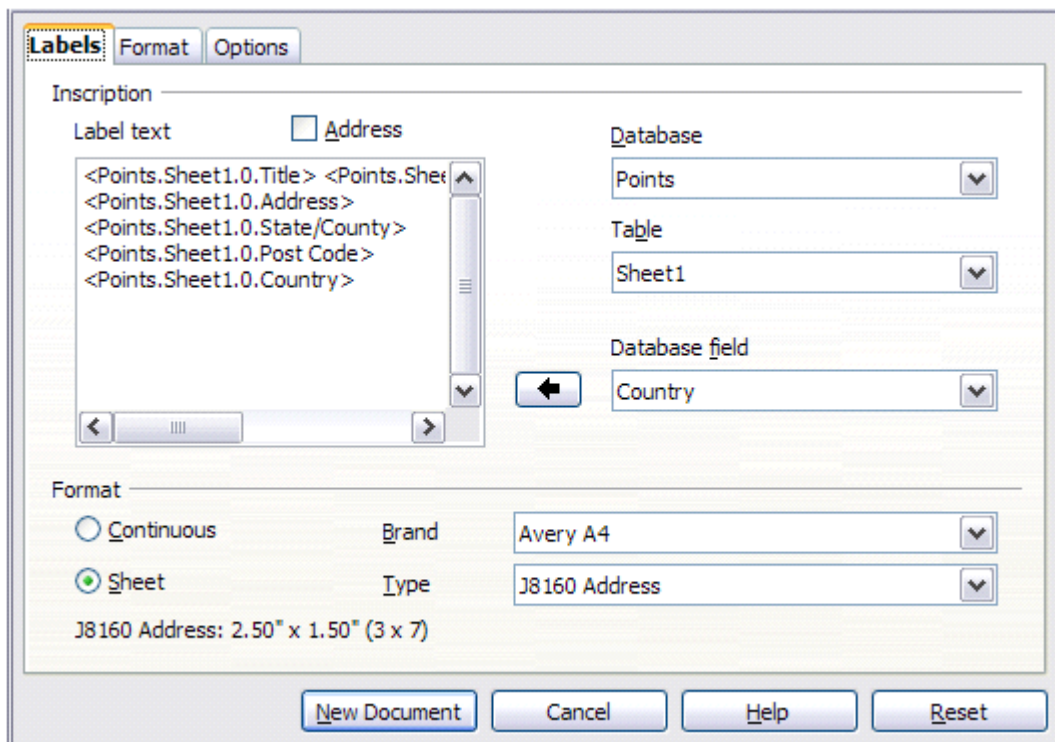 Labels Format Options
Inscription
Label text Address Database
<Points.Sheet1.0.Title> <Points.Shee Points
<Points.Sheet1.0.Address>
<Points.Sheet1.0.State/County> Table
<Points.Sheet1.0.Post Code>
<Points.Sheet1.0.Country> Sheet1
Database field
Country
Format
Continuous Brand Avery A4
Sheet Type J8160 Address
J8160 Address: 2.50" x 1.50" (3 x 7)
New Document Cancel Help Reset